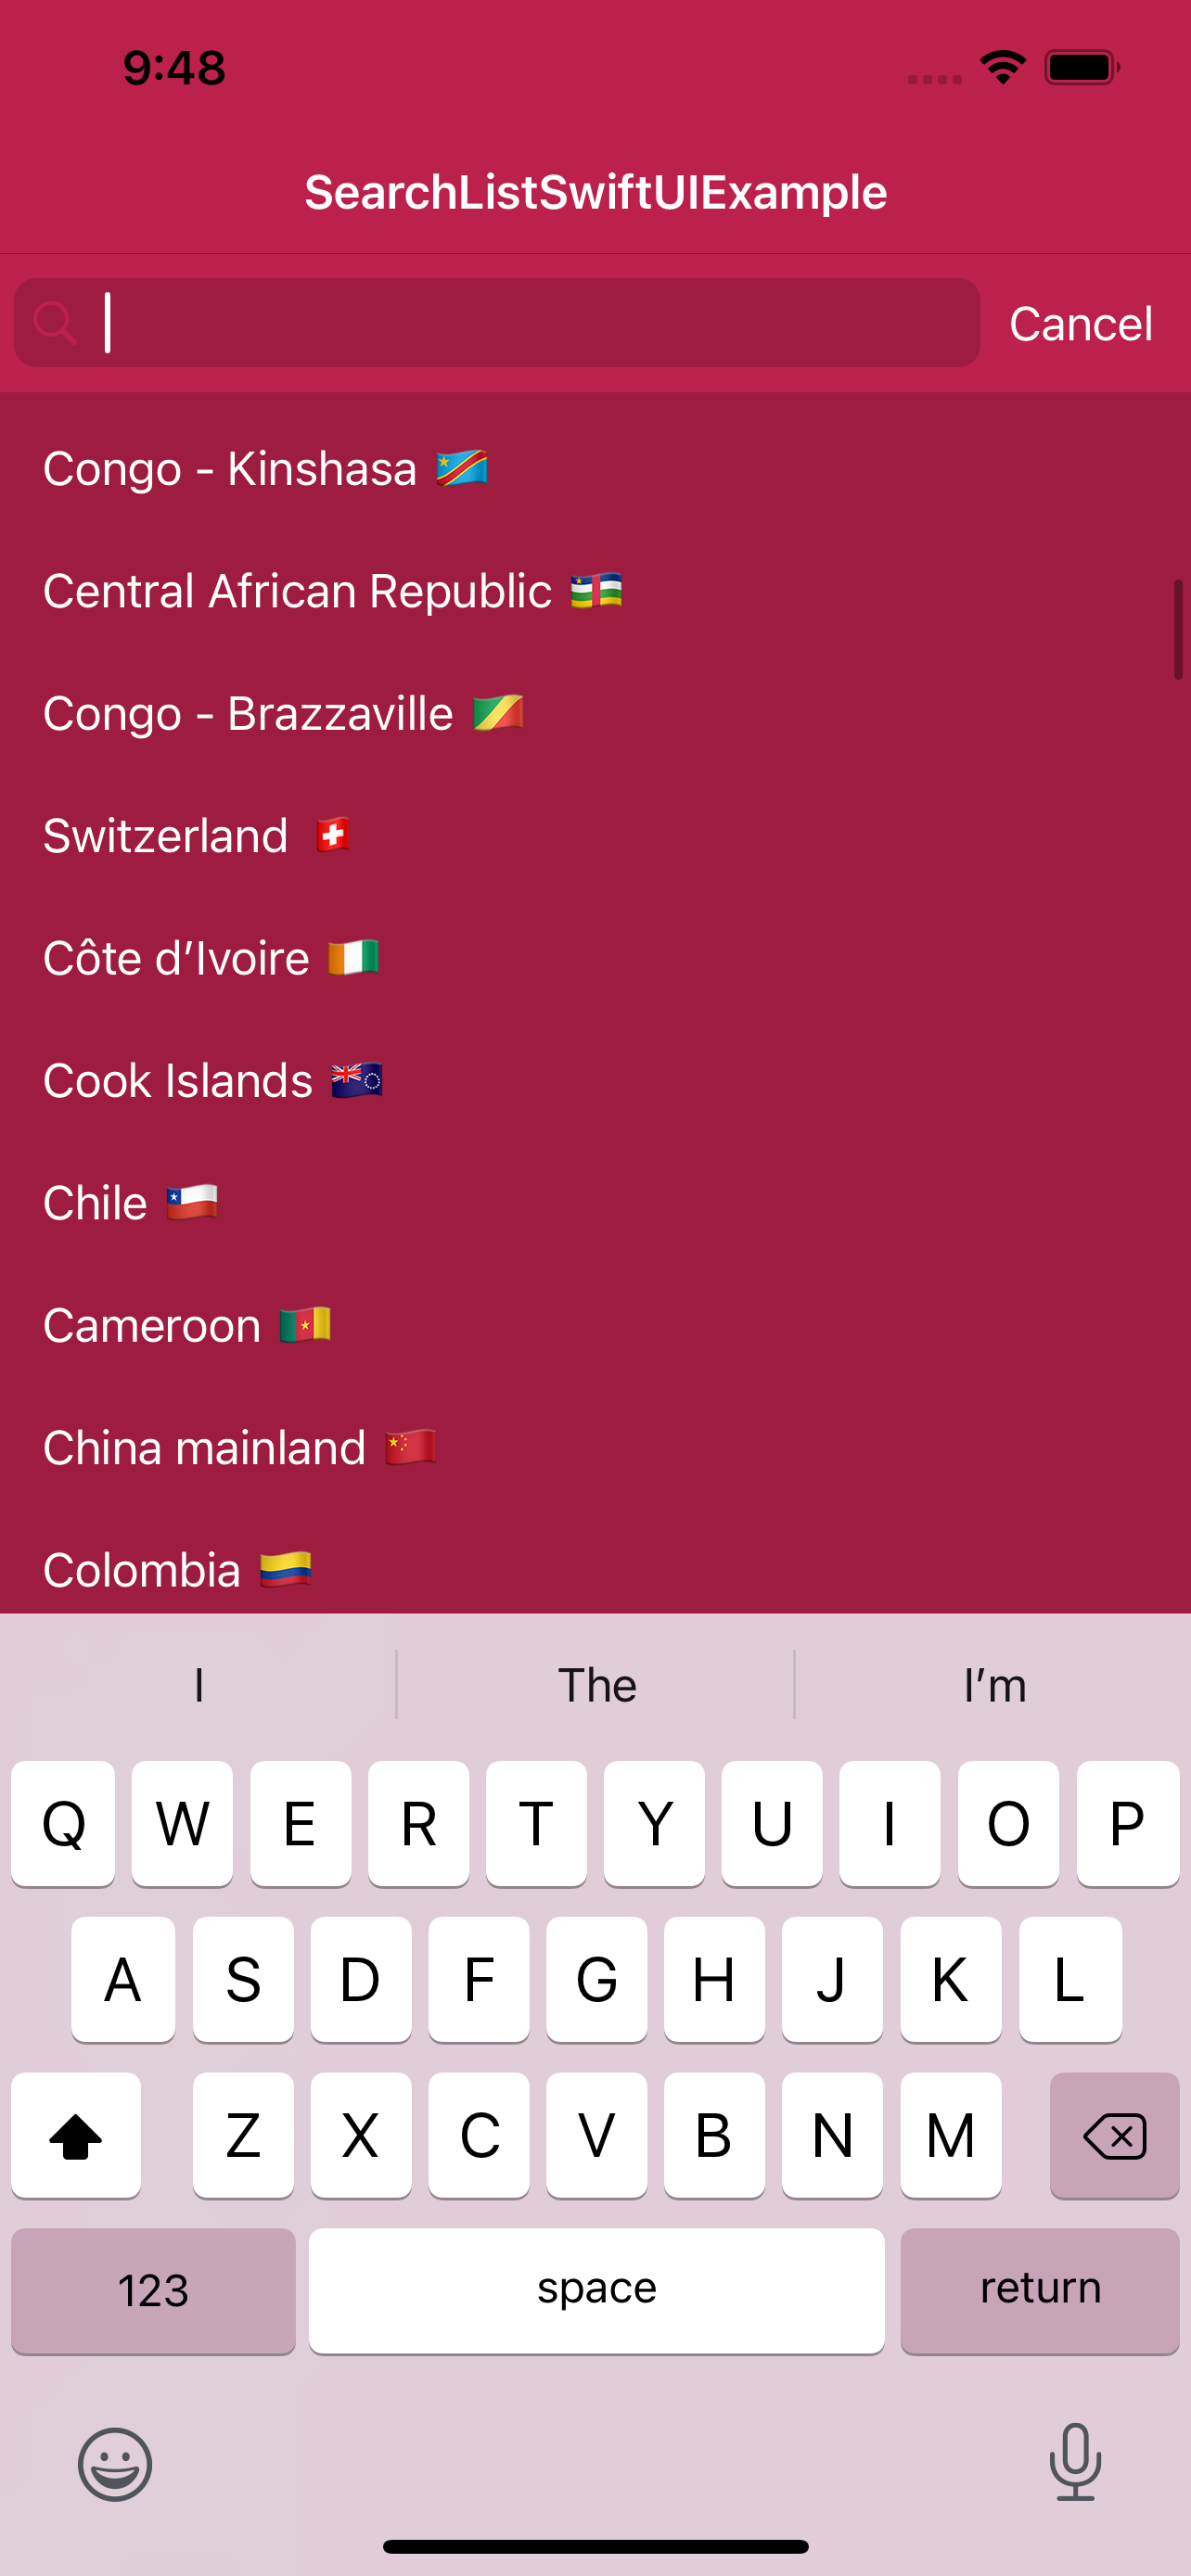 9:48
SearchListSwiftUIExample
Cancel
Congo - Kinshasa 🇨🇩
Central African Republic 🇨🇫
Congo - Brazzaville 🇨🇬
Switzerland 🇨🇭
Côte d’Ivoire 🇨🇮
Cook Islands 🇨🇰
Chile 🇨🇱
Cameroon 🇨🇲
China mainland 🇨🇳
Colombia 🇨🇴
I The I’m
Q W E R T Y U I O P
A S D F G H J K L
Z X C V B N M
123 space return